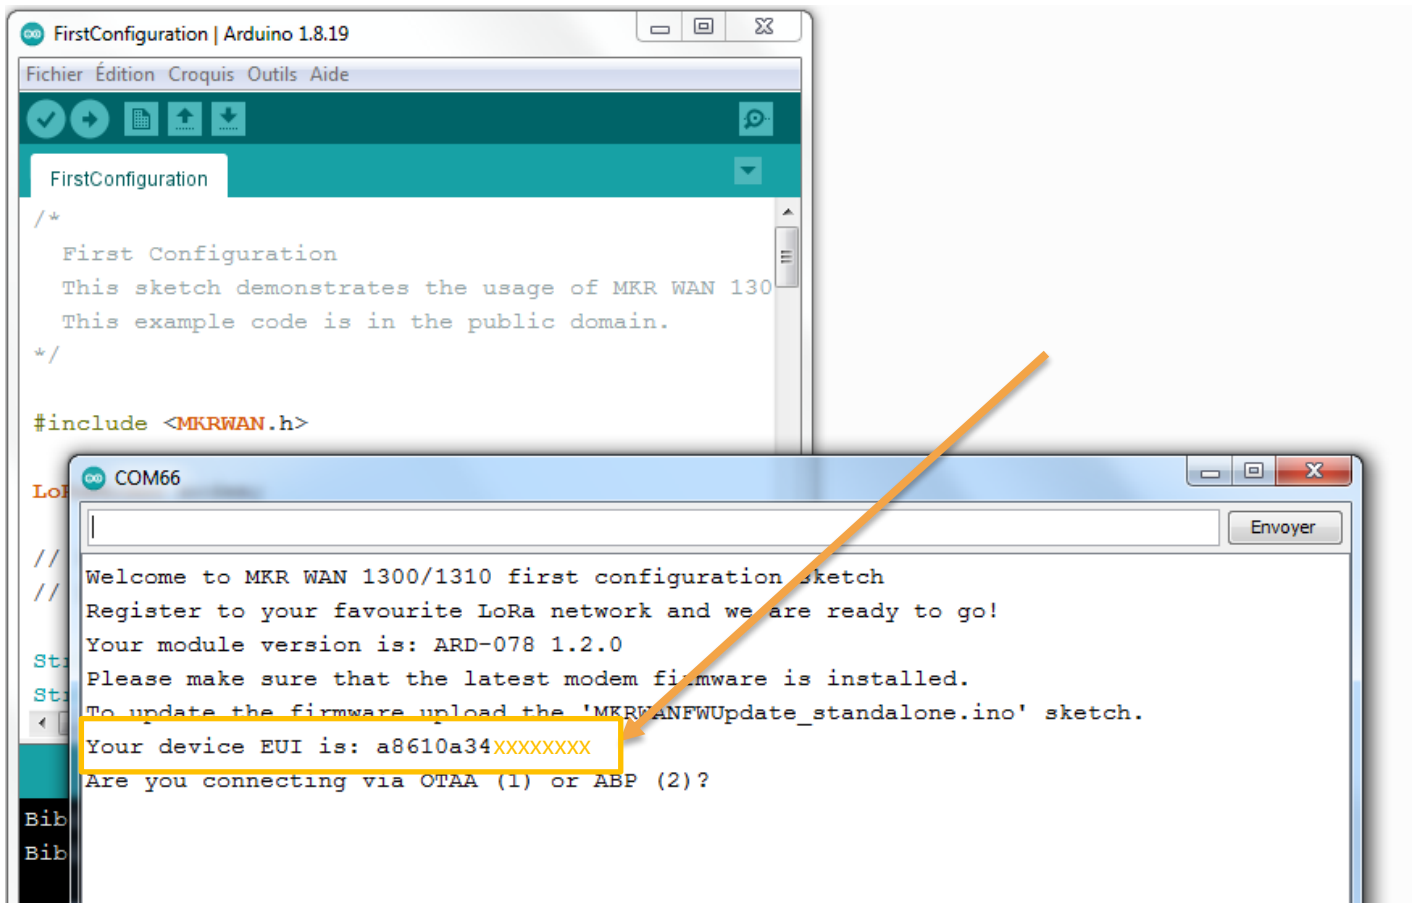 FirstConfiguration | Arduino 1.8.19
Fichier Édition Croquis Outils Aide
FirstConfiguration
/*
First Configuration
This sketch demonstrates the usage of MKR WAN 130
This example code is in the public domain.
*/
#include <MKRWAN.h>
COM66
//
//
Envoyer
Welcome to MKR WAN 1300/1310 first configuration sketch
Register to your favourite LoRa network and we are ready to go!
Your module version is: ARD-078 1.2.0
Please make sure that the latest modem firmware is installed.
To update the firmware upload the 'MKRWANFWUpdate_standalone.ino' sketch.
Your device EUI is: a8610a34xxxxxxxx
Are you connecting via OTAA (1) or ABP (2)?
Bib
Bib